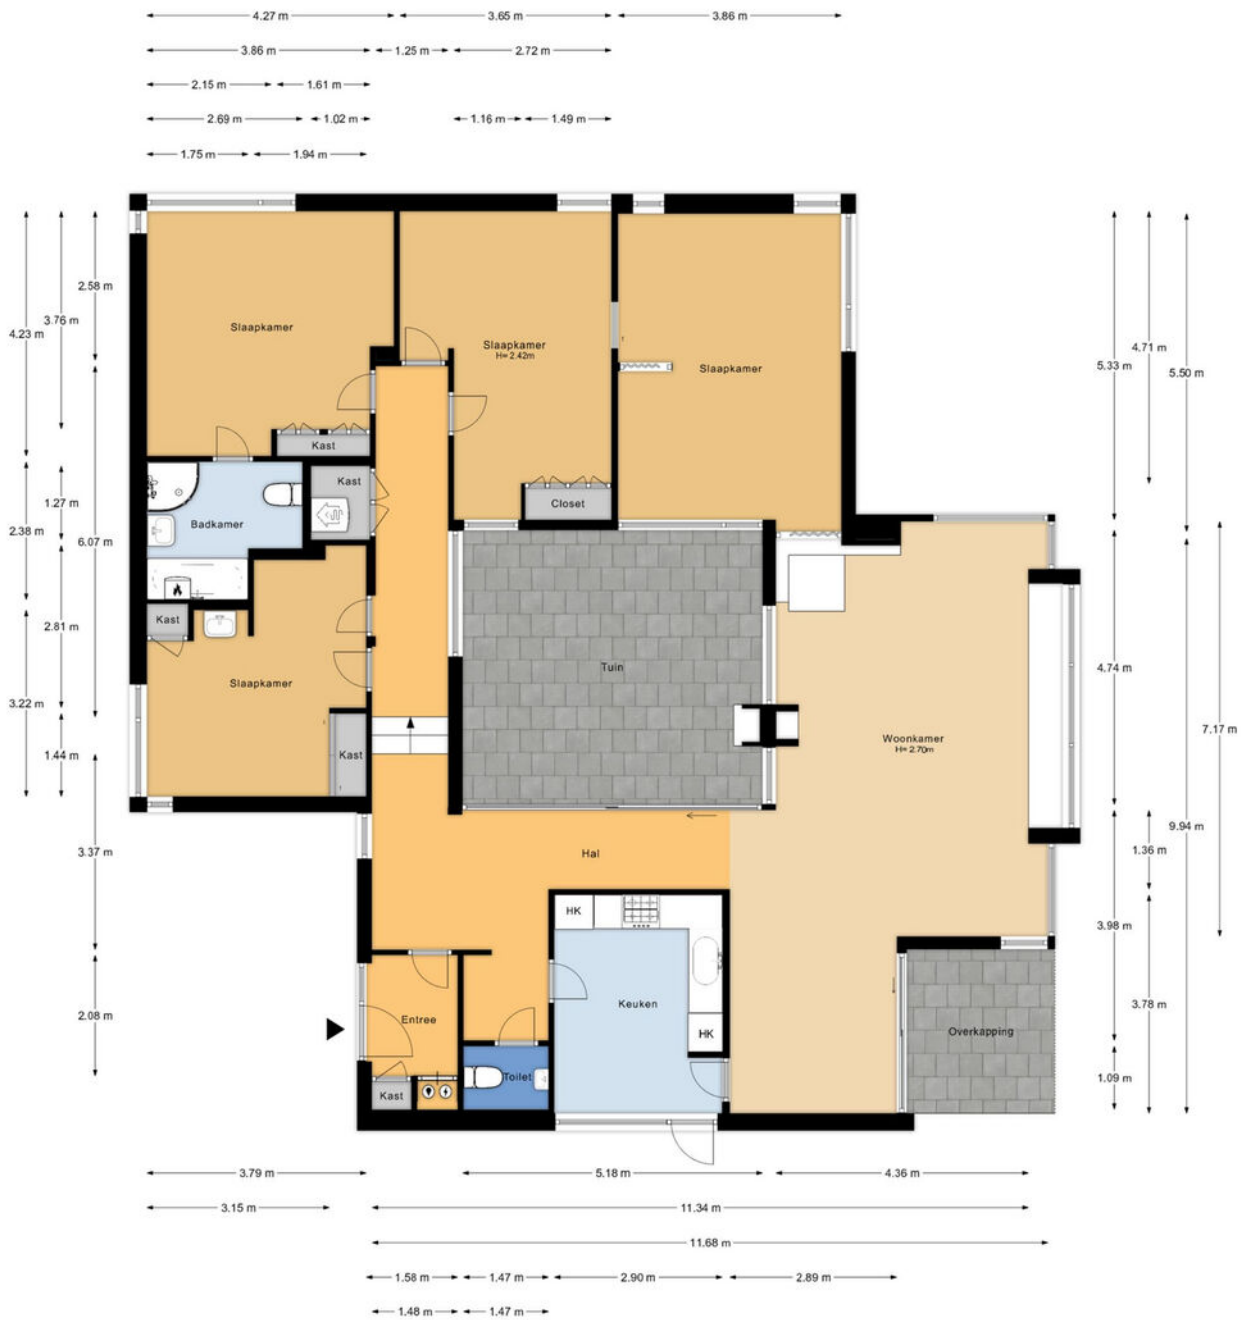 4.27 m 3.65 m 3.86 m
3.86 m 1.25 m 2.72 m
2.15 m 1.61 m
2.69 m 1.02 m 1.16 m 1.49 m
1.75 m 1.94 m
2.58 m
3.76 m
4.23 m
1.27 m
2.38 m
6.07 m
2.81 m
3.22 m
1.44 m
3.37 m
2.08 m
Slaapkamer
Slaapkamer
H= 2.42m
Slaapkamer
Kast
Kast
Closet
Badkamer
Kast
Slaapkamer
Kast
Tuin
Woonkamer
H= 2.70m
Hal
HK
Keuken
HK
Entree
Toilet
Kast
Overkapping
4.71 m
5.33 m
5.50 m
4.74 m
7.17 m
9.94 m
1.36 m
3.98 m
3.78 m
1.09 m
3.79 m 5.18 m 4.36 m
3.15 m 11.34 m
11.68 m
1.58 m 1.47 m 2.90 m 2.89 m
1.48 m 1.47 m